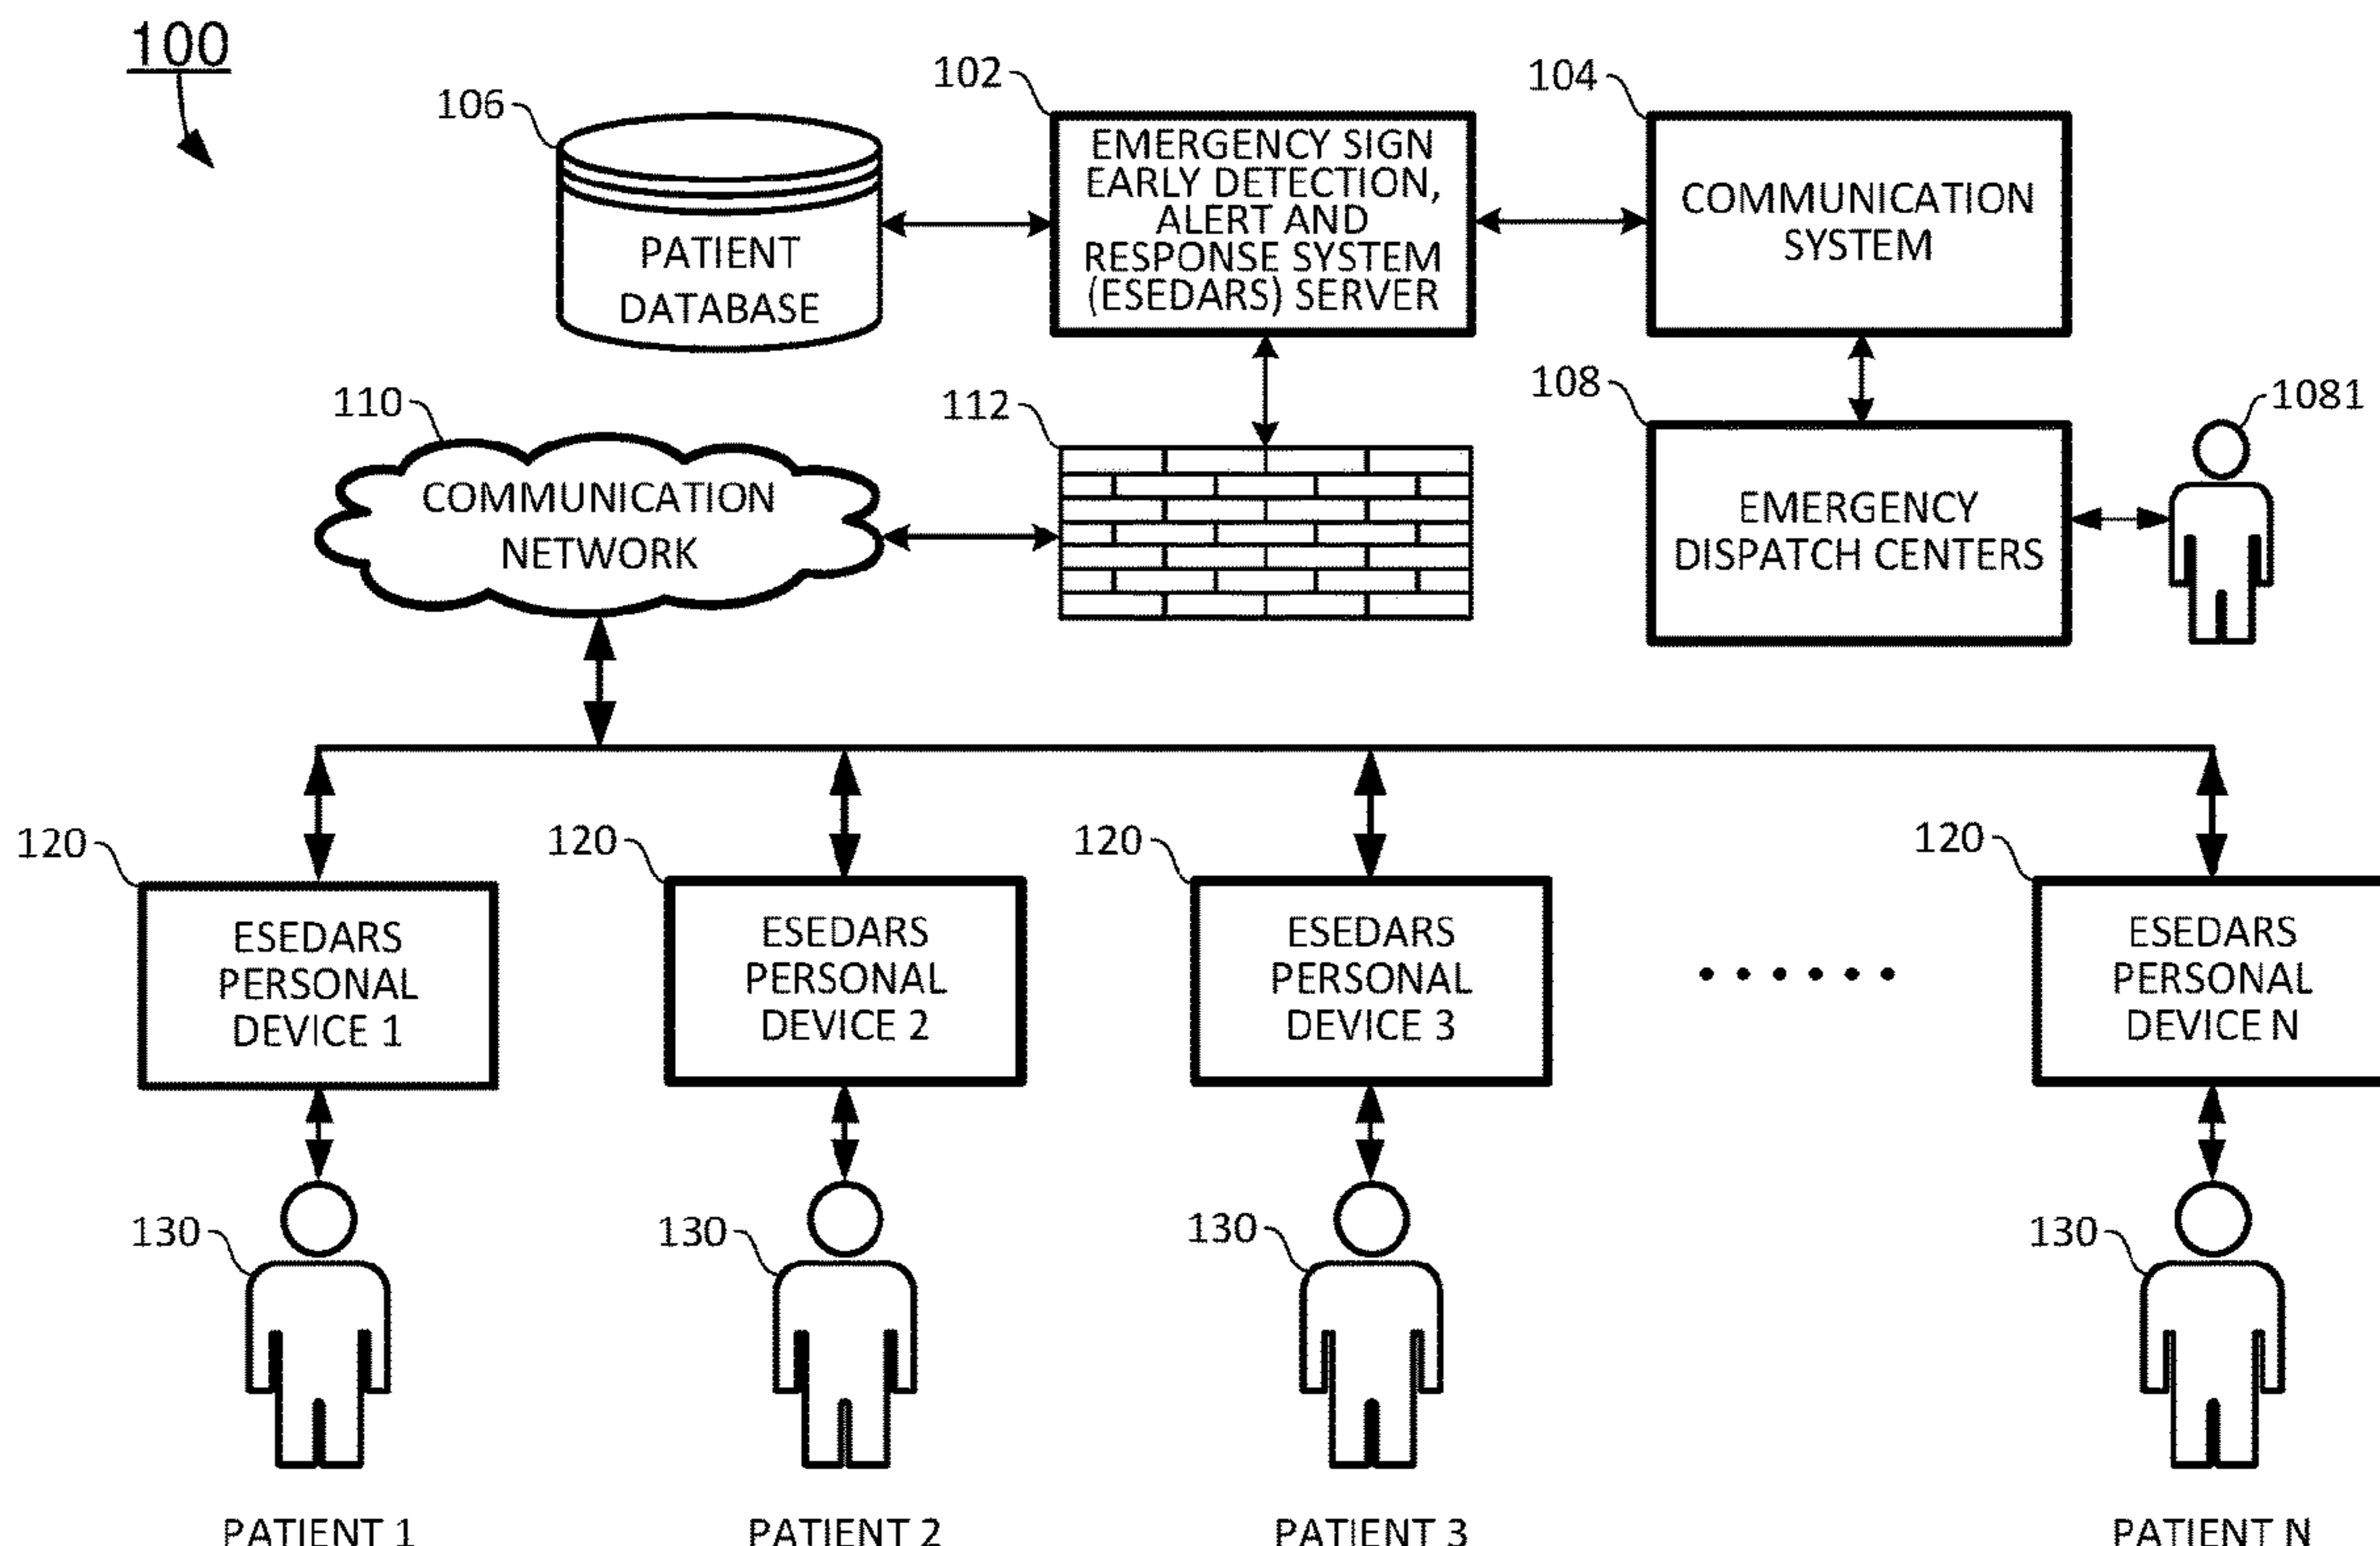 100
106
102
104
EMERGENCY SIGN
EARLY DETECTION,
ALERT AND
RESPONSE SYSTEM
(ESEDARS) SERVER
COMMUNICATION
SYSTEM
PATIENT
DATABASE
110
112
108
1081
COMMUNICATION
NETWORK
EMERGENCY
DISPATCH CENTERS
120
120
120
120
ESEDARS
PERSONAL
DEVICE 1
ESEDARS
PERSONAL
DEVICE 2
ESEDARS
PERSONAL
DEVICE 3
ESEDARS
PERSONAL
DEVICE N
130
130
130
130
PATIENT 1
PATIENT 2
PATIENT 3
PATIENT N